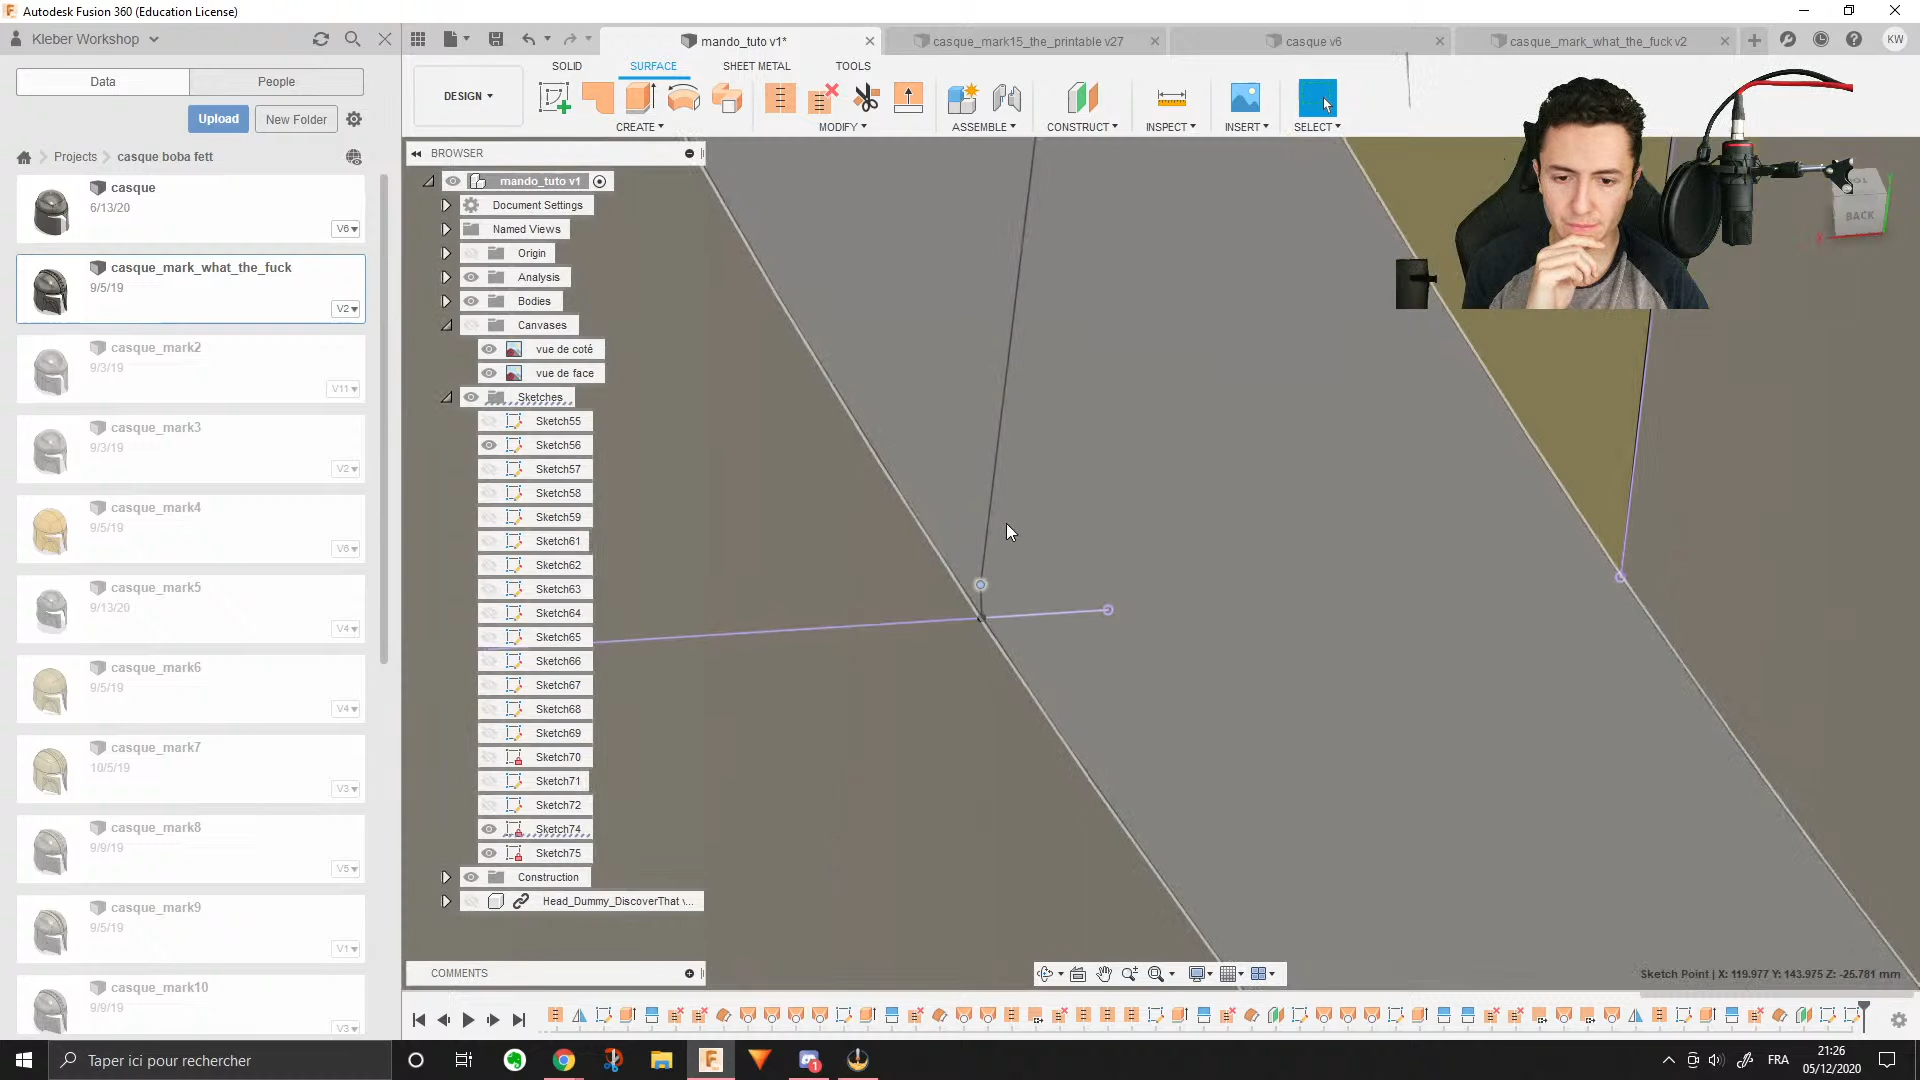 Autodesk Fusion 360 (Education License)
Kleber Workshop
mando_tuto v1*
casque_mark15_the_printable v27
casque v6
casque_mark_what_the_fuck v2
KW
Data
People
SOLID
SURFACE
SHEET METAL
TOOLS
DESIGN
Upload
New Folder
CREATE
MODIFY
ASSEMBLE
CONSTRUCT
INSPECT
INSERT
SELECT
Projects
casque boba fett
BROWSER
casque
6/13/20
V6
casque_mark_what_the_fuck
9/5/19
V2
casque_mark2
9/3/19
V11
casque_mark3
9/3/19
V2
casque_mark4
9/5/19
V6
casque_mark5
9/13/20
V4
casque_mark6
9/5/19
V4
casque_mark7
10/5/19
V3
casque_mark8
9/9/19
V5
casque_mark9
9/5/19
V1
casque_mark10
9/9/19
V3
mando_tuto v1
Document Settings
Named Views
Origin
Analysis
Bodies
Canvases
vue de coté
vue de face
Sketches
Sketch55
Sketch56
Sketch57
Sketch58
Sketch59
Sketch61
Sketch62
Sketch63
Sketch64
Sketch65
Sketch66
Sketch67
Sketch68
Sketch69
Sketch70
Sketch71
Sketch72
Sketch74
Sketch75
Construction
Head_Dummy_DiscoverThat v...
COMMENTS
BACK
Sketch Point | X: 119.977 Y: 143.975 Z: -25.781 mm
Taper ici pour rechercher
1
FRA
21:26
05/12/2020